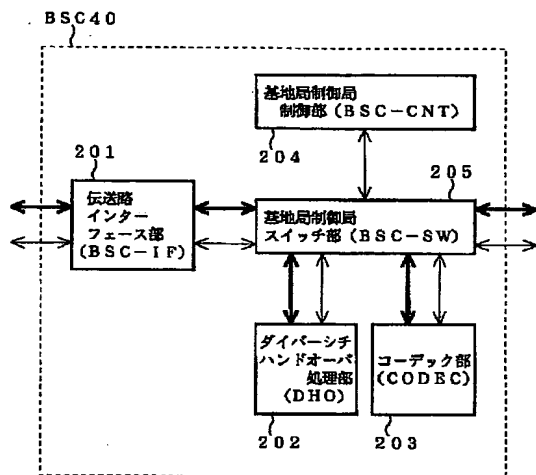 BSC40
基地局制御局
制御部(BSC-CNT)
204
201
205
伝送路
インター
フェース部
(BSC-IF)
基地局制御局
スイッチ部(BSC-SW)
ダイバーシチ
ハンドオーバ
処理部
(DHO)
コーデック部
(CODEC)
202
203